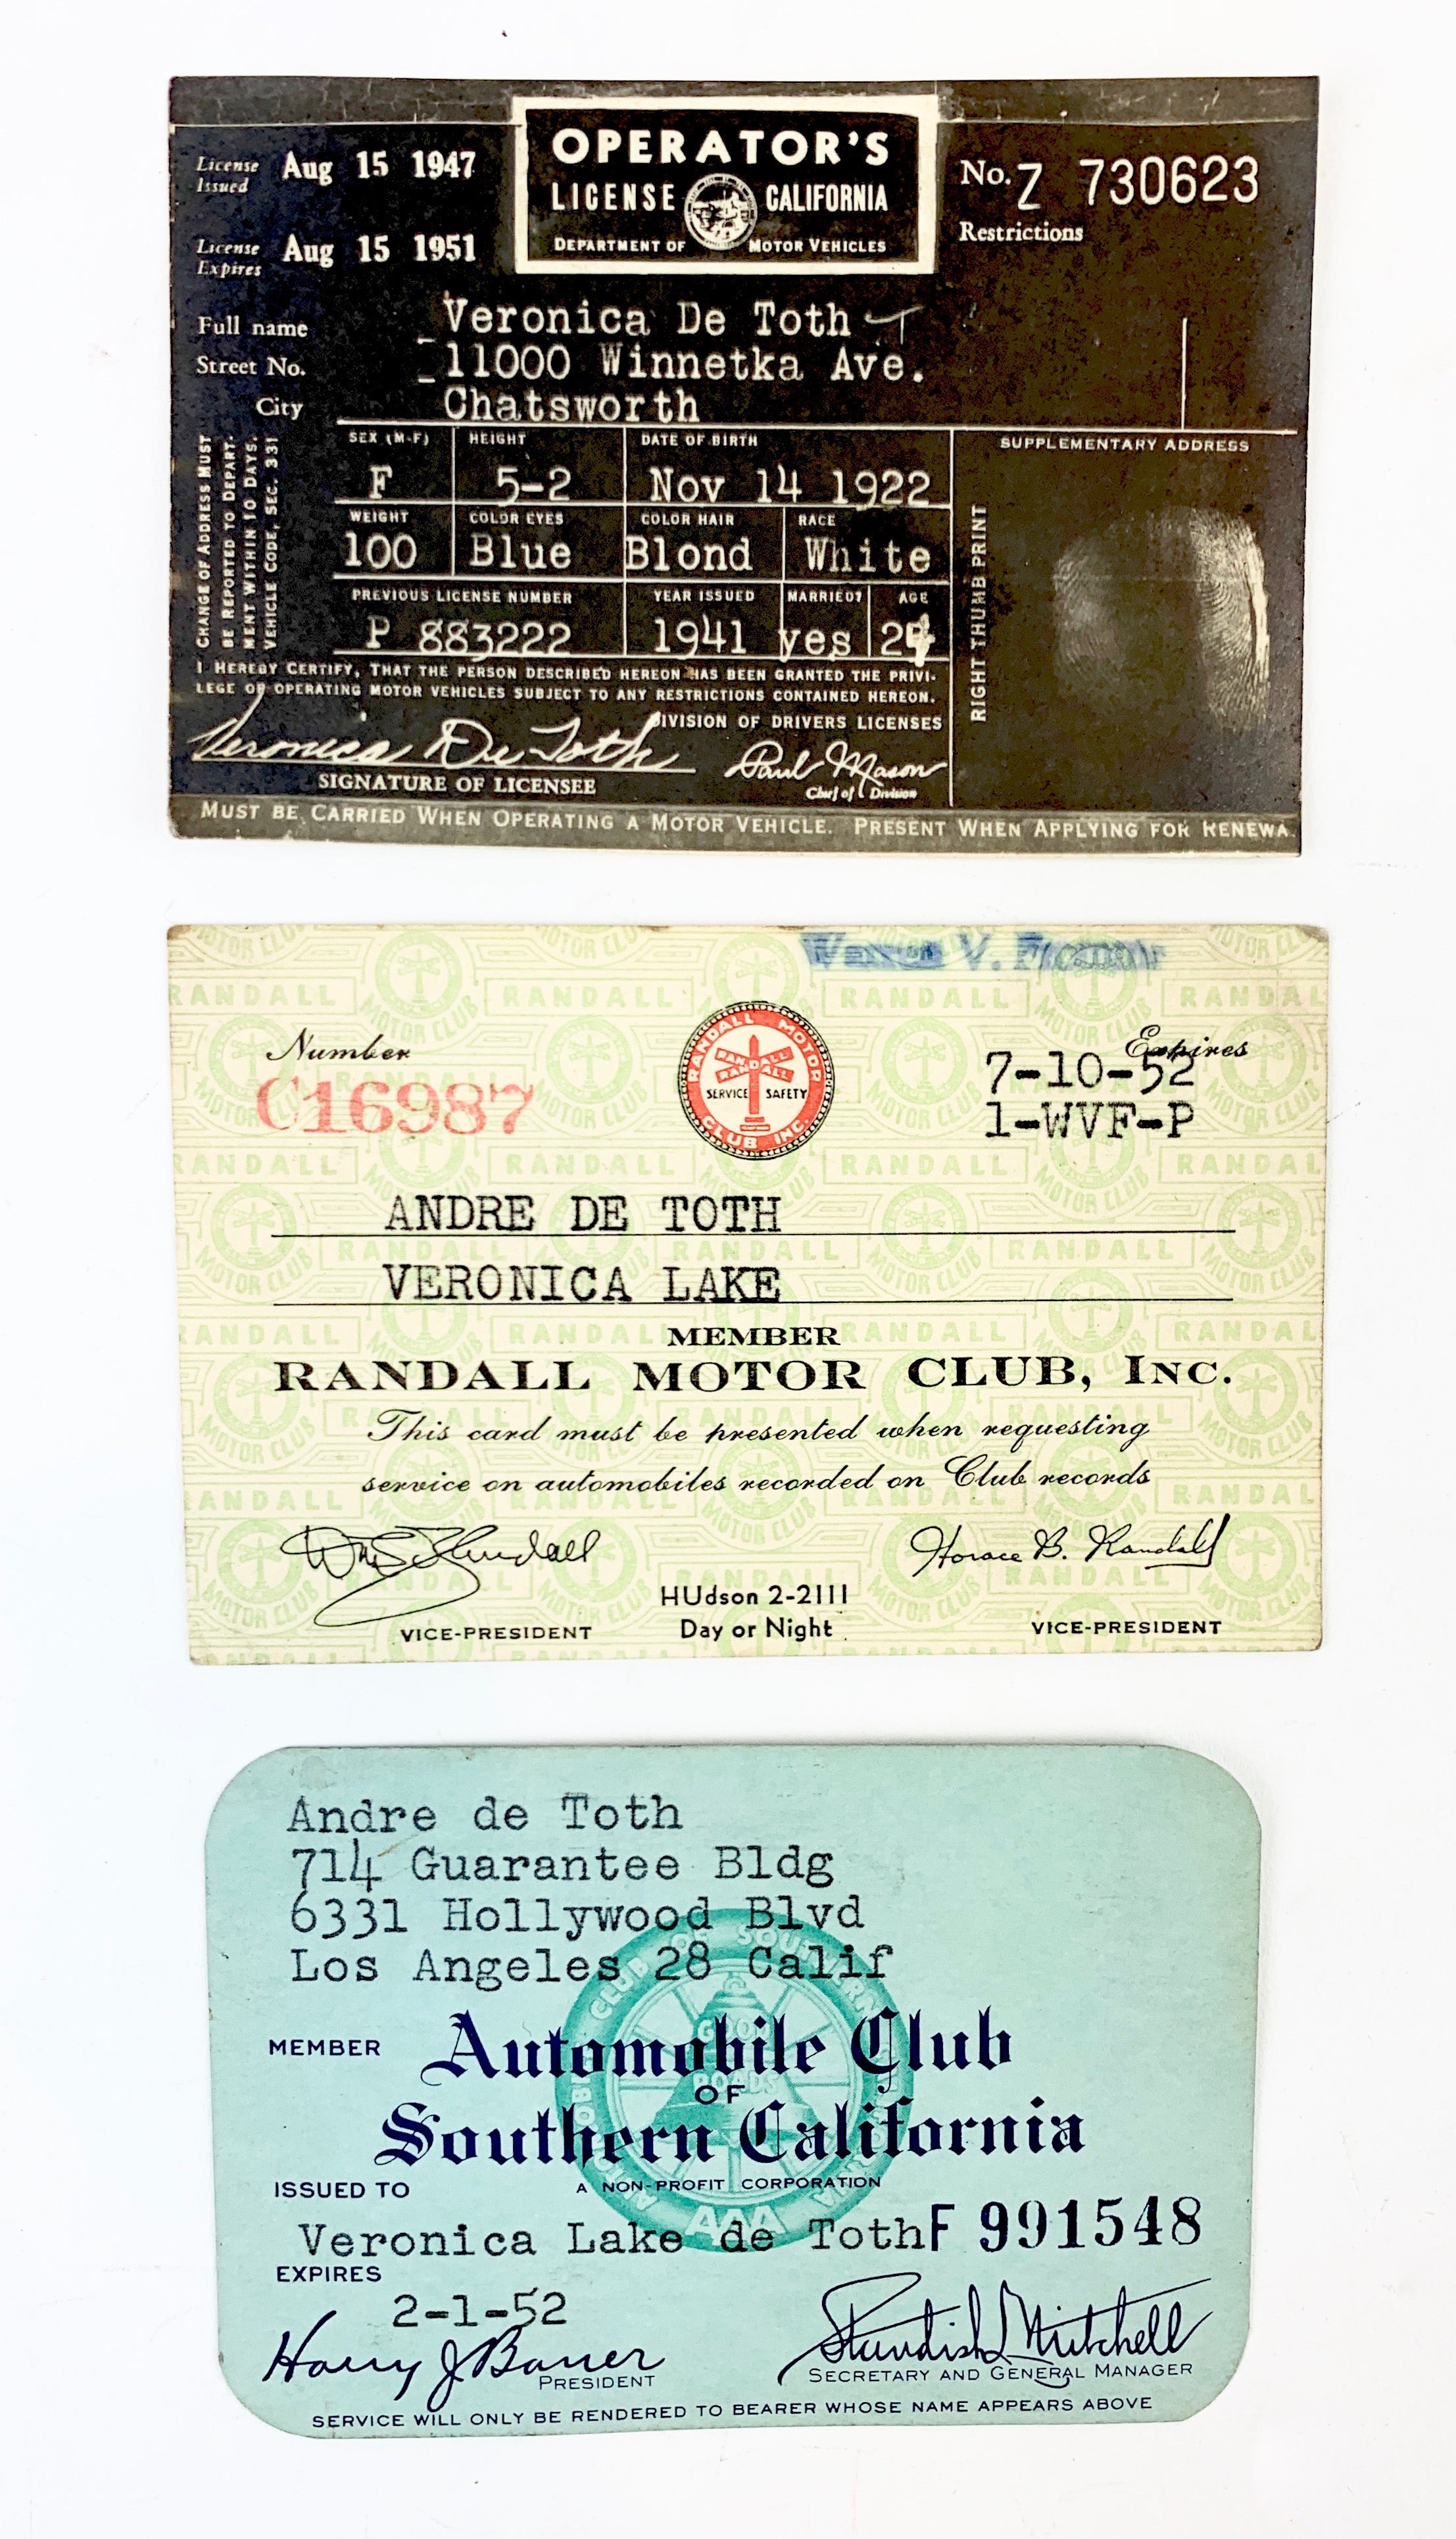 OPERATOR'S
LICENSE CALIFORNIA
DEPARTMENT OF MOTOR VEHICLES
License Issued Aug 15 1947
License Expires Aug 15 1951
No. Z 730623
Restrictions
Full name Veronica De Toth
Street No. 11000 Winnetka Ave.
City Chatsworth
CHANGE OF ADDRESS MUST
BE REPORTED TO DEPART-
MENT WITHIN 10 DAYS.
VEHICLE CODE, SEC. 331
SEX (M-F) HEIGHT DATE OF BIRTH
F 5-2 Nov 14 1922
WEIGHT COLOR EYES COLOR HAIR RACE
100 Blue Blond White
PREVIOUS LICENSE NUMBER YEAR ISSUED MARRIED? AGE
P 883222 1941 yes 24
SUPPLEMENTARY ADDRESS
RIGHT THUMB PRINT
I HEREBY CERTIFY, THAT THE PERSON DESCRIBED HEREON HAS BEEN GRANTED THE PRIVI-
LEGE OF OPERATING MOTOR VEHICLES SUBJECT TO ANY RESTRICTIONS CONTAINED HEREON.
DIVISION OF DRIVERS LICENSES
Veronica De Toth Paul Mason
SIGNATURE OF LICENSEE Chief of Division
MUST BE CARRIED WHEN OPERATING A MOTOR VEHICLE. PRESENT WHEN APPLYING FOR RENEWA
V.
Number Expires
C16987 7-10-52
1-WVF-P
RANDALL MOTOR CLUB INC.
RANDALL
RANDALL
SERVICE SAFETY
ANDRE DE TOTH
VERONICA LAKE
MEMBER
RANDALL MOTOR CLUB, INC.
This card must be presented when requesting
service on automobiles recorded on Club records
Horace B. Randall
HUdson 2-2111
VICE-PRESIDENT Day or Night VICE-PRESIDENT
Andre de Toth
714 Guarantee Bldg
6331 Hollywood Blvd
Los Angeles 28 Calif
MEMBER Automobile Club
OF
Southern California
A NON-PROFIT CORPORATION
GOOD ROADS
AAA
ISSUED TO
Veronica Lake de Toth F 991548
EXPIRES
2-1-52
Harry J Bauer Standish L Mitchell
PRESIDENT SECRETARY AND GENERAL MANAGER
SERVICE WILL ONLY BE RENDERED TO BEARER WHOSE NAME APPEARS ABOVE